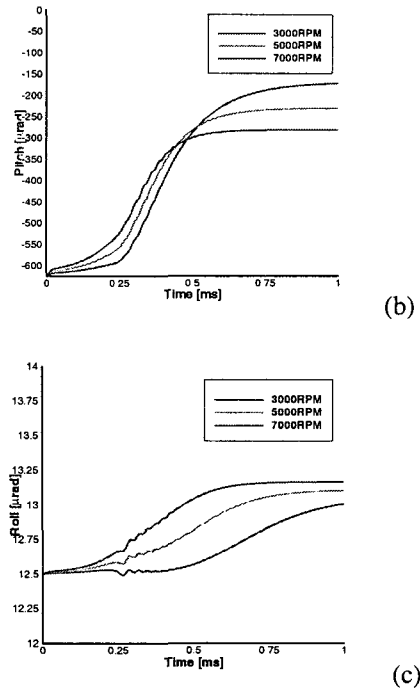 0
-50
-100
-150
-200
-250
-300
-350
-400
-450
-500
-550
-600
Pitch [µrad]
3000RPM
5000RPM
7000RPM
0 0 25 0.5 0 75 1
Time [ms]
(b)
14
13.75
13.5
13.25
13
12.75
12.5
12.25
12
Roll [µrad]
3000RPM
5000RPM
7000RPM
0 0.25 0.5 0 75 1
Time [ms]
(c)